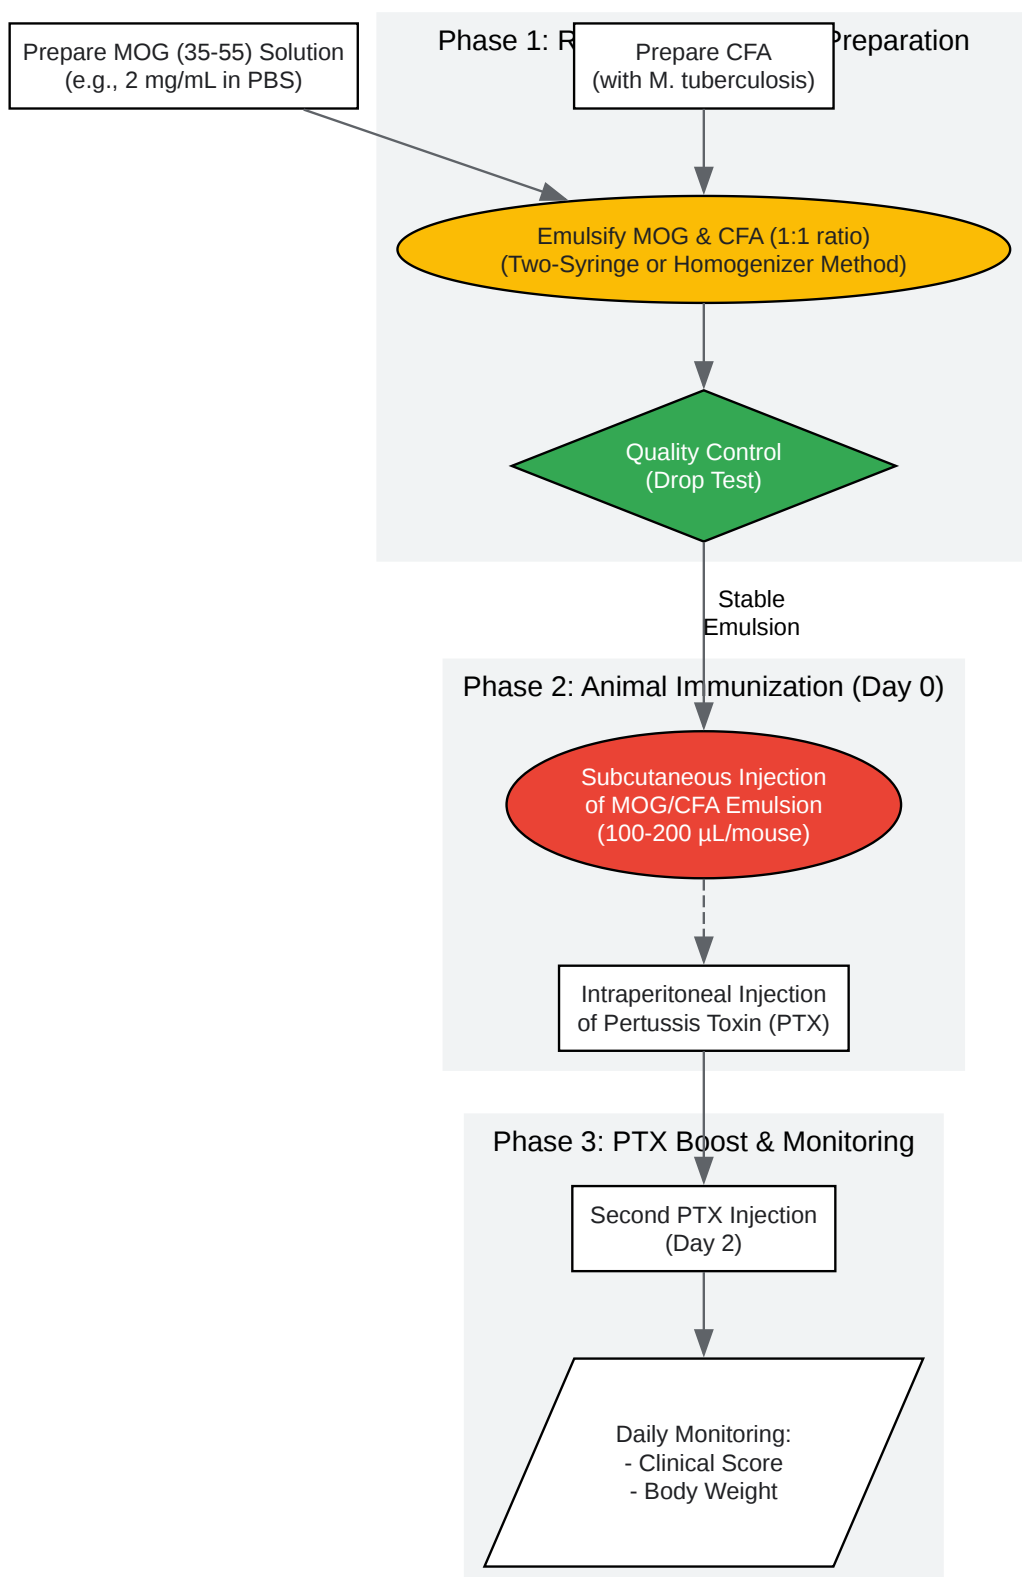 Prepare MOG (35-55) Solution
(e.g., 2 mg/mL in PBS)
Phase 1: Preparation
Prepare CFA
(with M. tuberculosis)
Emulsify MOG & CFA (1:1 ratio)
(Two-Syringe or Homogenizer Method)
Quality Control
(Drop Test)
Stable
Emulsion
Phase 2: Animal Immunization (Day 0)
Subcutaneous Injection
of MOG/CFA Emulsion
(100-200 µL/mouse)
Intraperitoneal Injection
of Pertussis Toxin (PTX)
Phase 3: PTX Boost & Monitoring
Second PTX Injection
(Day 2)
Daily Monitoring:
- Clinical Score
- Body Weight